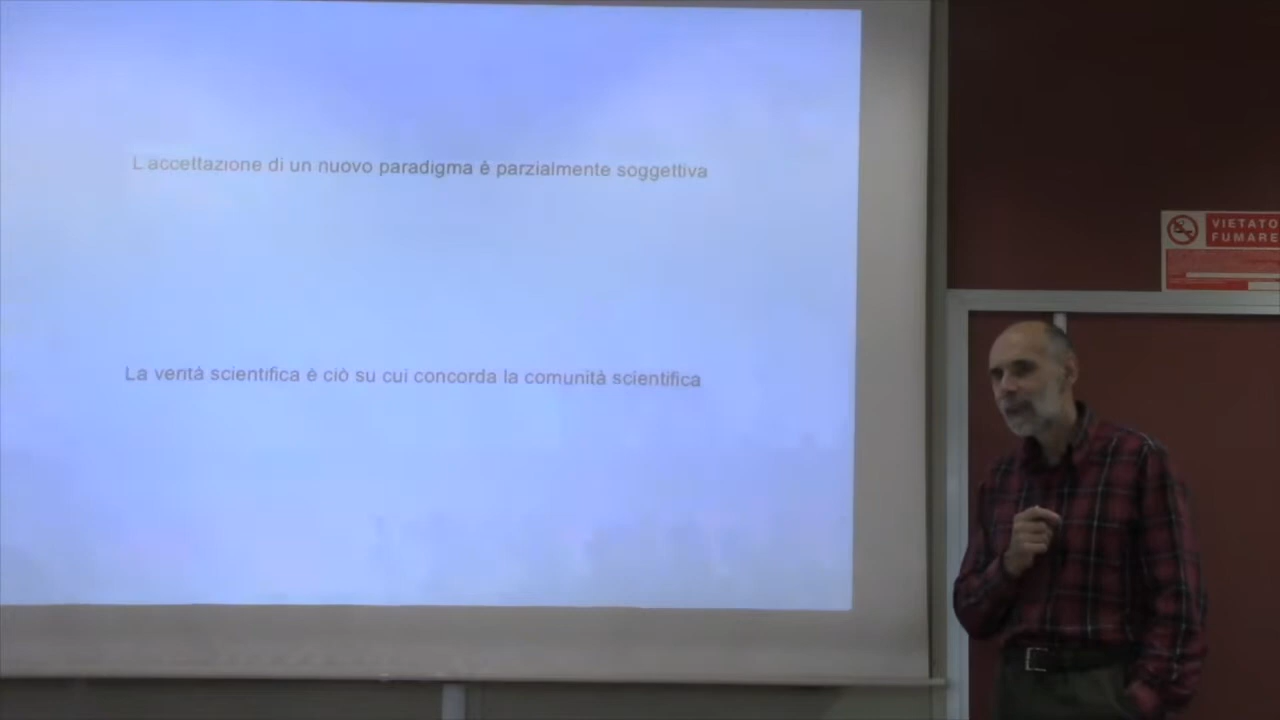 L'accettazione di un nuovo paradigma è parzialmente soggettiva
La verità scientifica è ciò su cui concorda la comunità scientifica
VIETATO
FUMARE